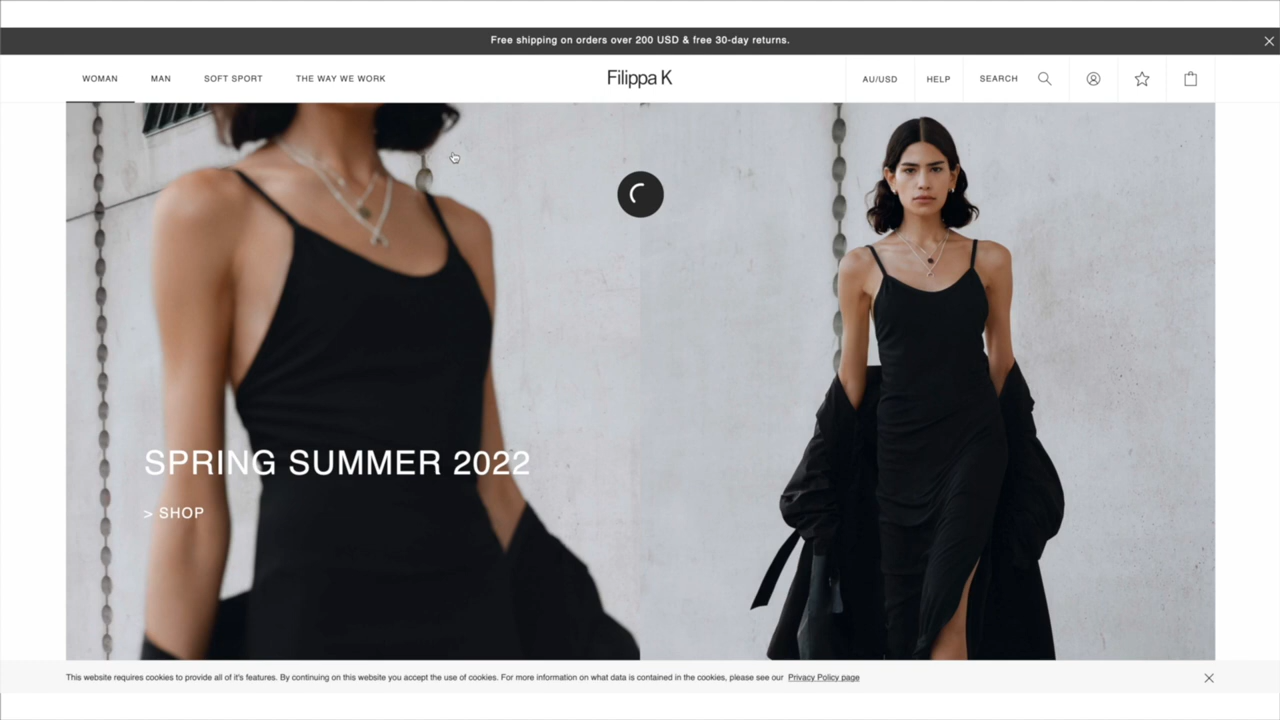 Free shipping on orders over 200 USD & free 30-day returns.
WOMAN MAN SOFT SPORT THE WAY WE WORK Filippa K AU/USD HELP SEARCH
SPRING SUMMER 2022
> SHOP
This website requires cookies to provide all of it's features. By continuing on this website you accept the use of cookies. For more information on what data is contained in the cookies, please see our Privacy Policy page